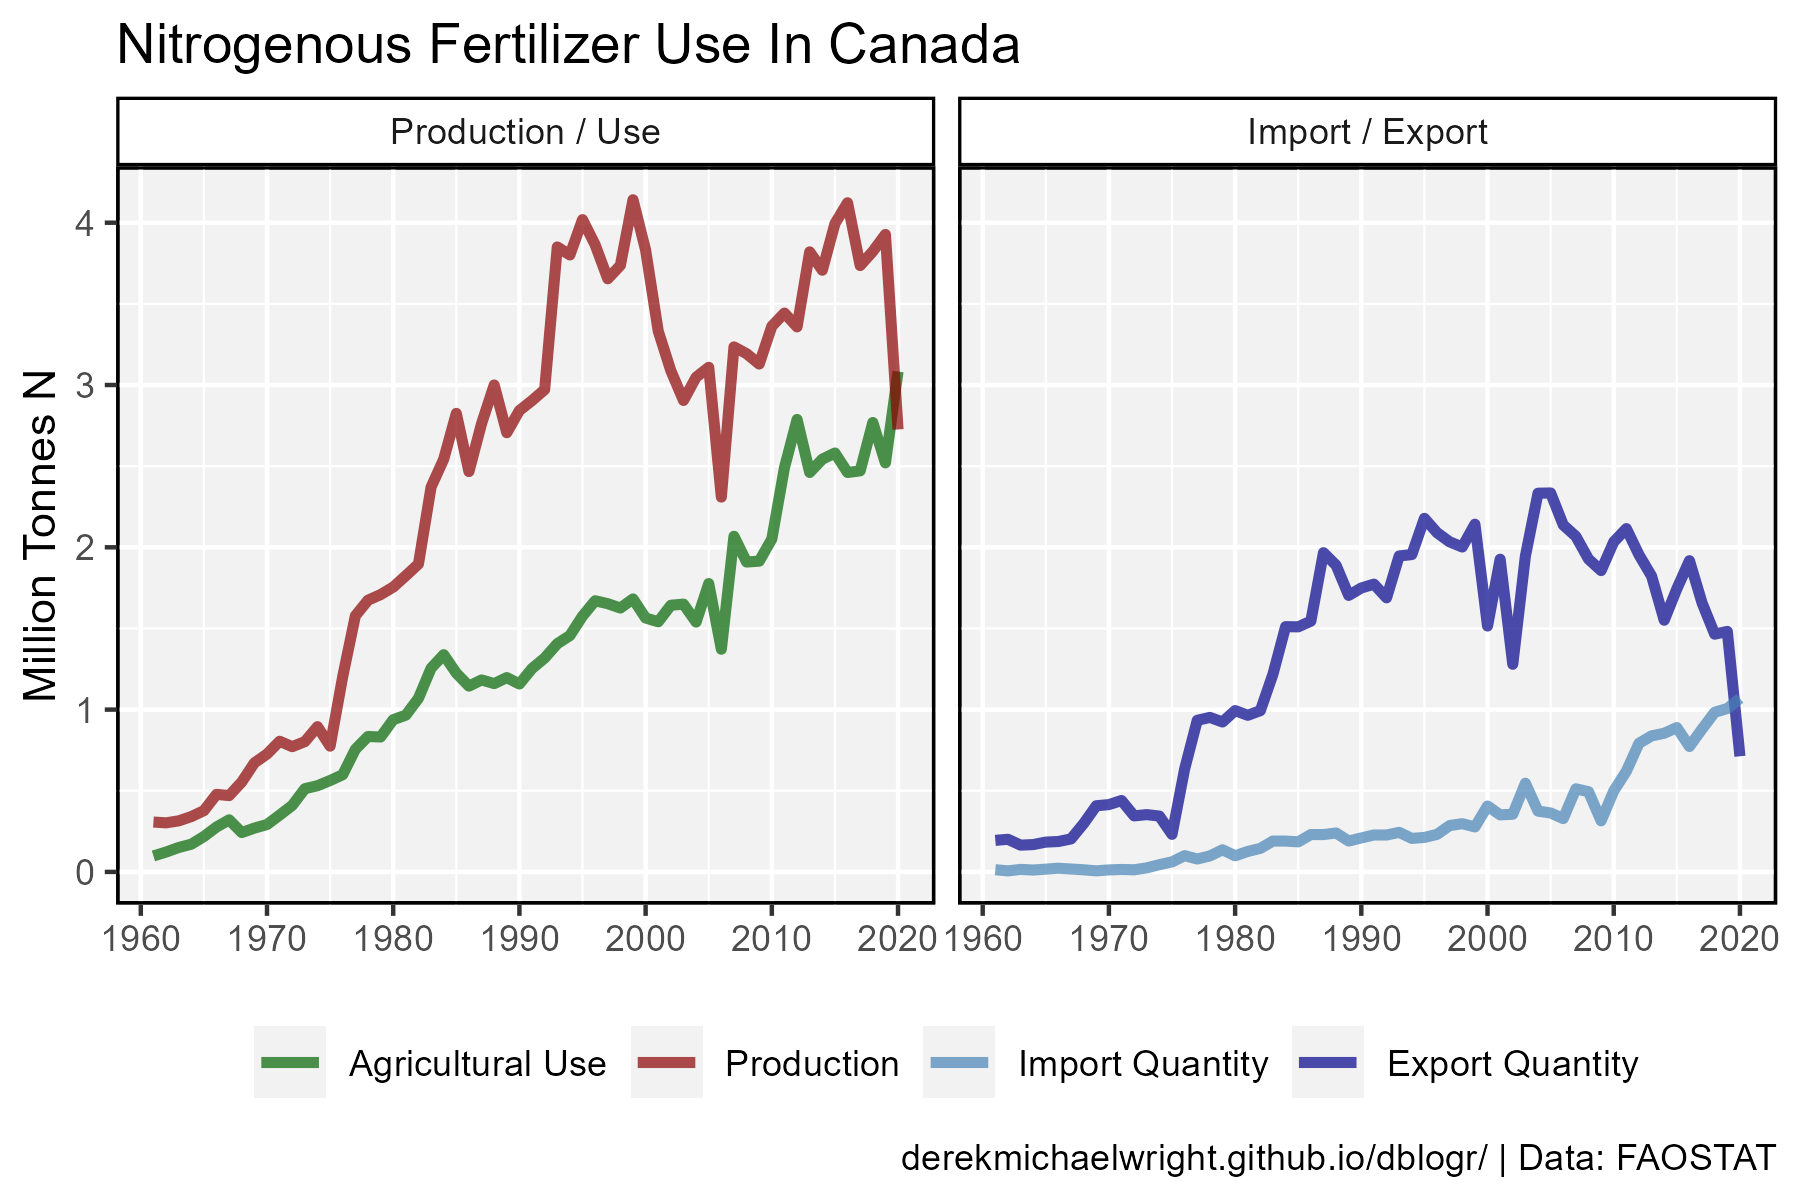 Nitrogenous Fertilizer Use In Canada
Production / Use
Import / Export
Million Tonnes N
4
3
2
1
0
1960 1970 1980 1990 2000 2010 2020
1960 1970 1980 1990 2000 2010 2020
Agricultural Use Production Import Quantity Export Quantity
derekmichaelwright.github.io/dblogr/ | Data: FAOSTAT